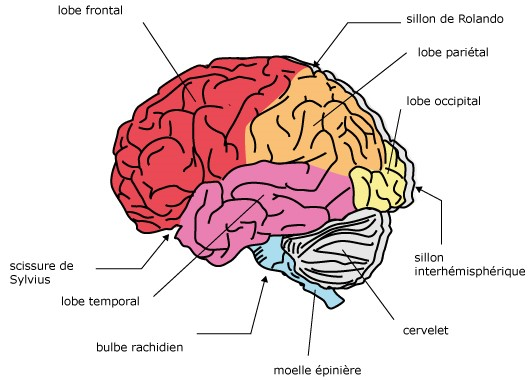 lobe frontal
sillon de Rolando
lobe pariétal
lobe occipital
scissure de
Sylvius
sillon
interhémisphérique
lobe temporal
cervelet
bulbe rachidien
moelle épinière